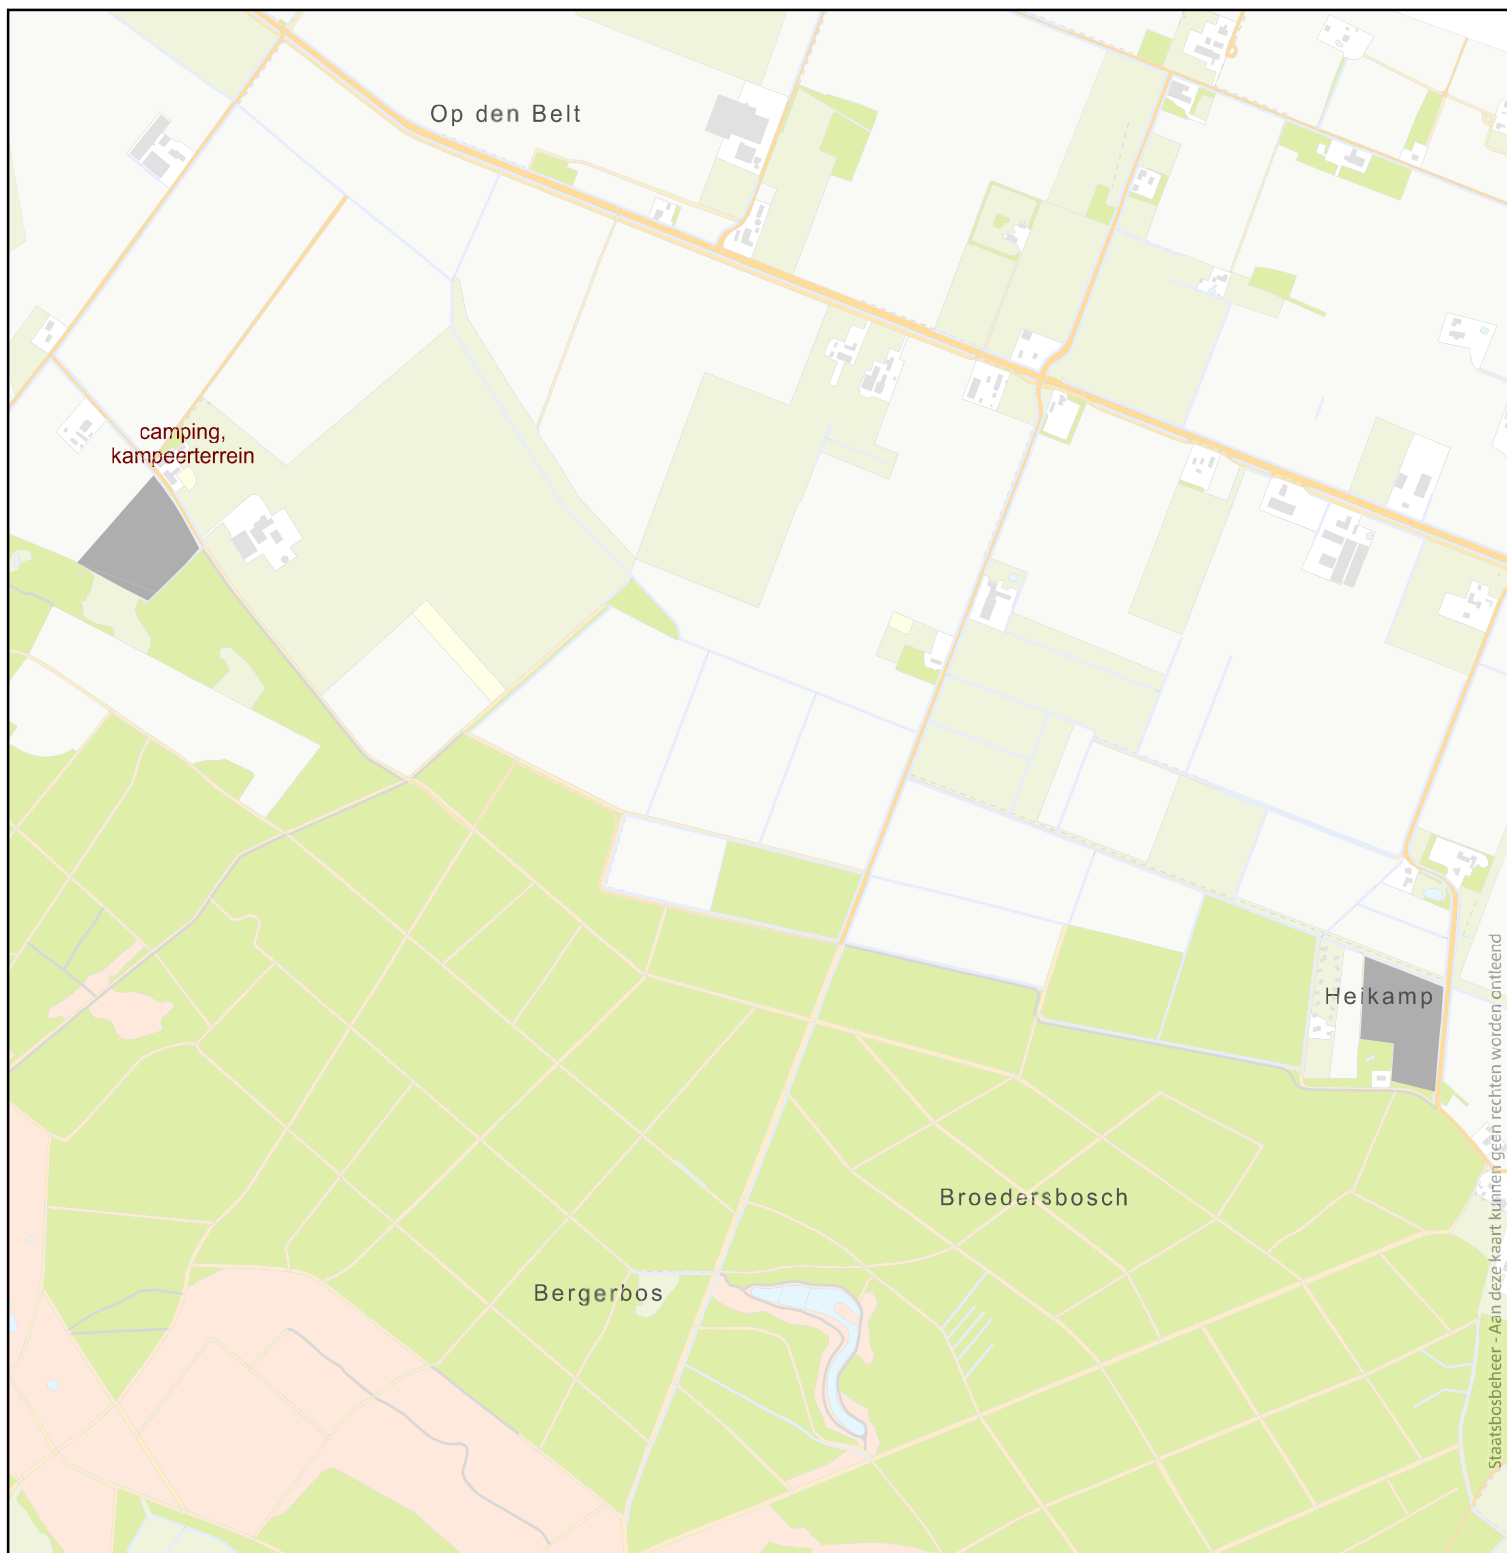 Op den Belt
camping,
kampeerterrein
Heikamp
Broedersbosch
Bergerbos
Staatsbosbeheer - Aan deze kaart kunnen geen rechten worden ontleend